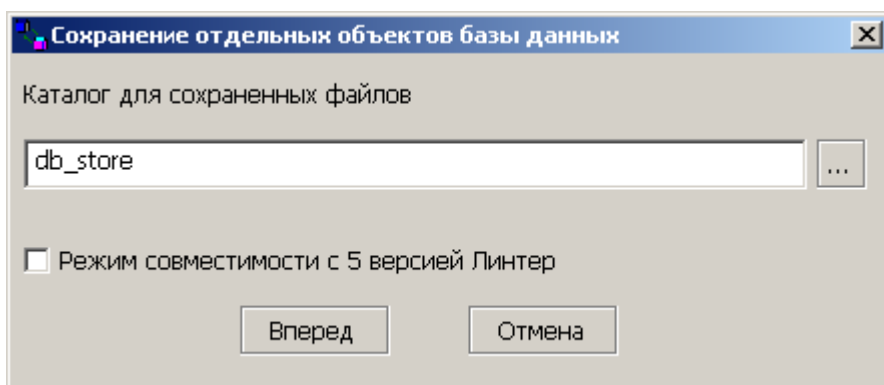 Сохранение отдельных объектов базы данных
Каталог для сохраненных файлов
db_store
...
Режим совместимости с 5 версией Линтер
Вперед
Отмена